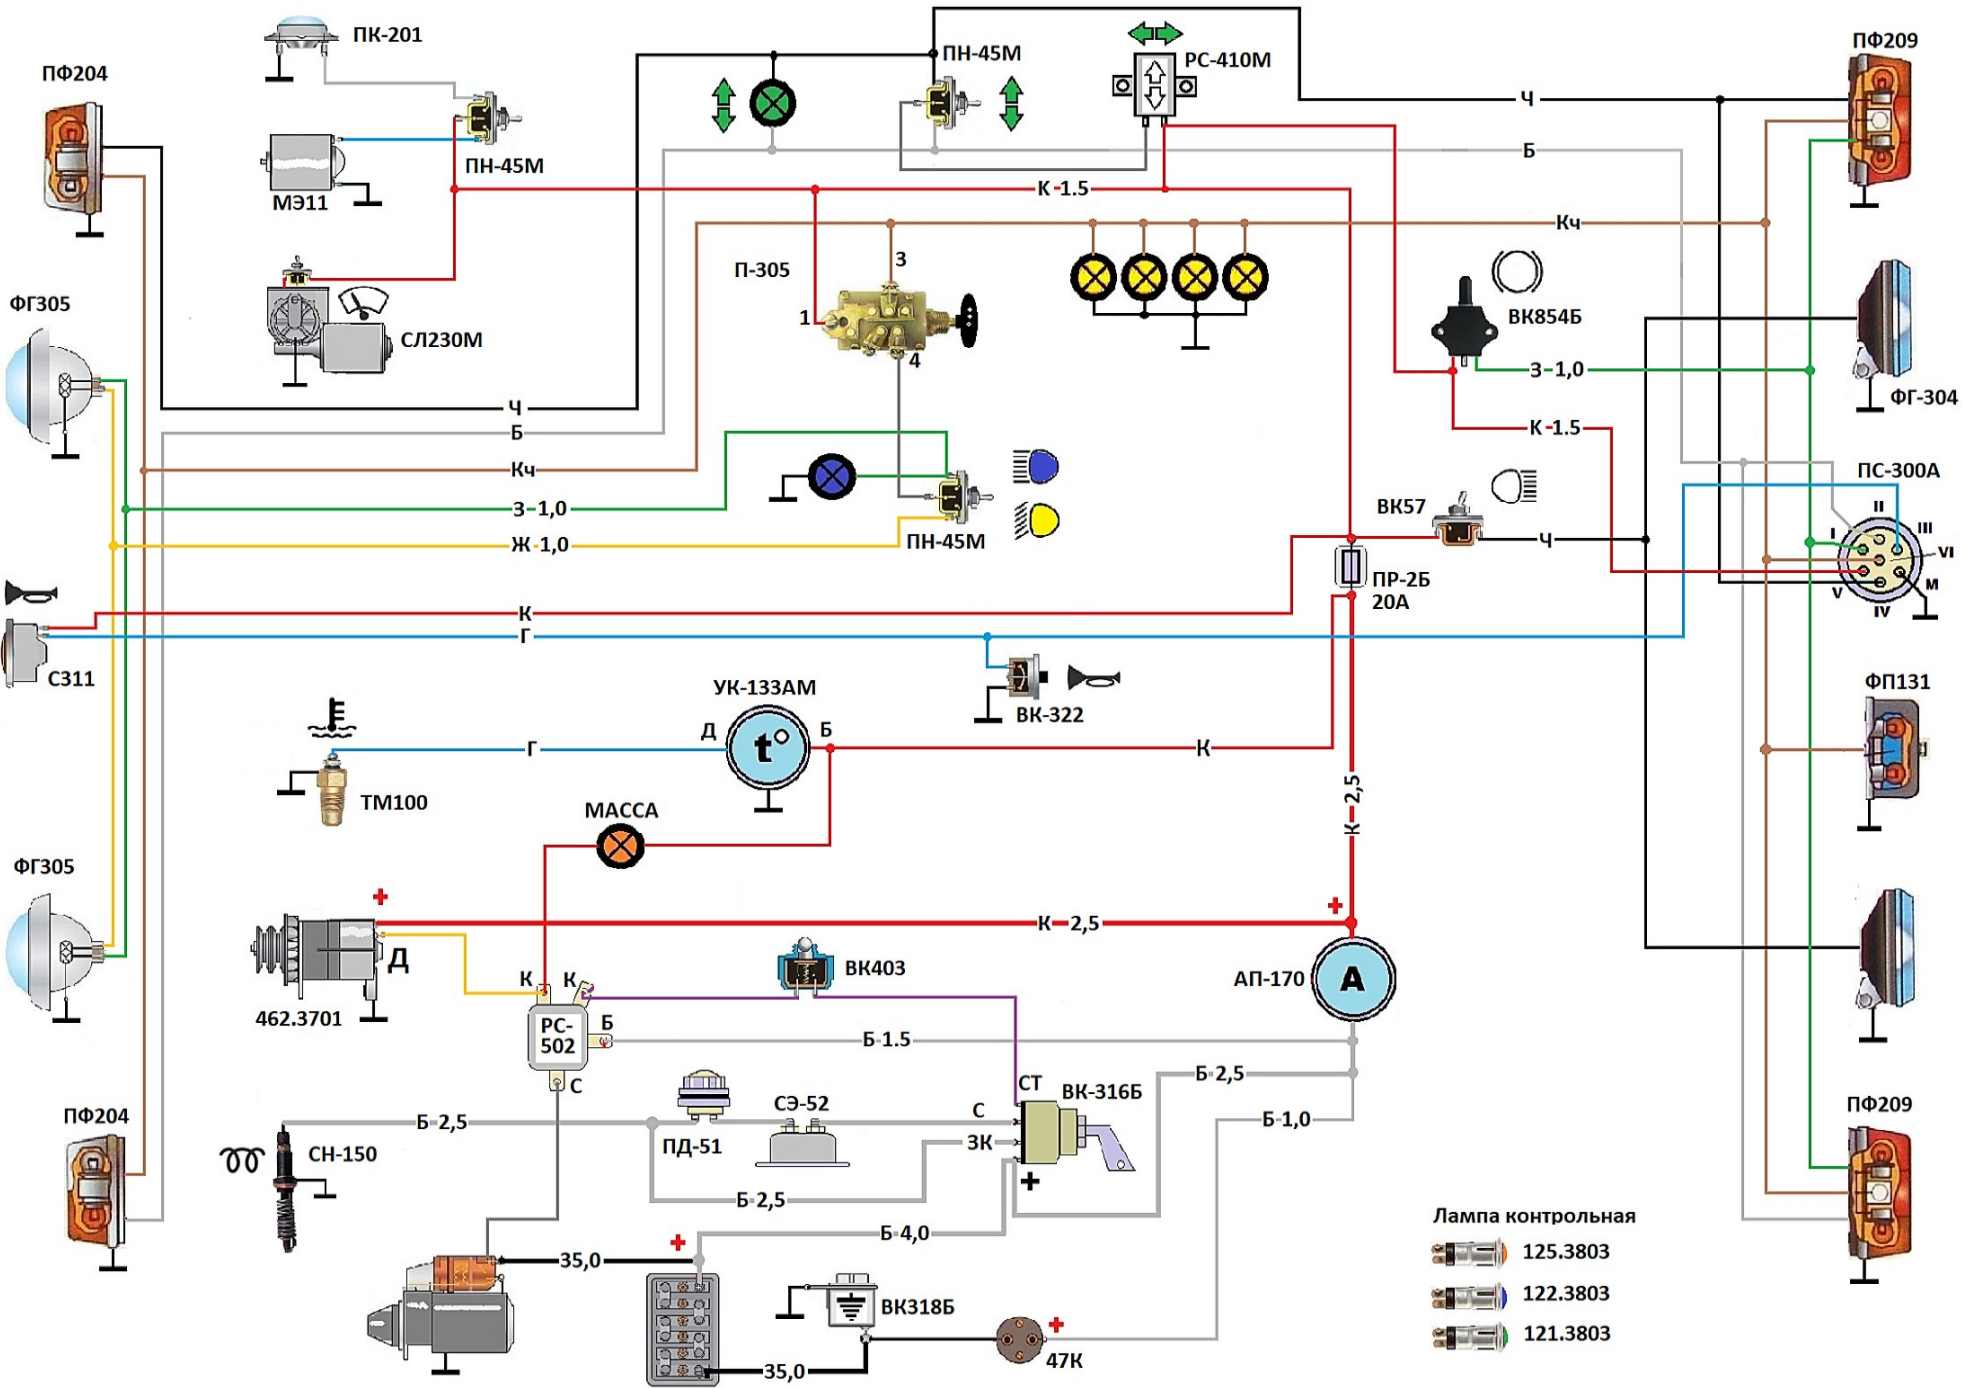 ПК-201
ПН-45М
РС-410М
ПФ209
ПФ204
Ч
ПН-45М
Б
МЭ11
К-1.5
Кч
П-305
3
ФГ305
1
ВК854Б
СЛ230М
4
З-1,0
ФГ-304
Ч
Б
К-1.5
Кч
ПС-300А
ВК57
II
III
I
VI
З-1,0
Ж-1,0
ПН-45М
Ч
ПР-2Б
20А
V
IV
М
К
Г
С311
УК-133АМ
ВК-322
ФП131
Д
Б
t°
Г
К
ТМ100
МАССА
К 2,5
ФГ305
+
+
К 2,5
Д
ВК403
АП-170
А
462.3701
К
К
РС-
502
Б
Б-1.5
С
СТ
ВК-316Б
Б-2,5
СЭ-52
С
Б-1,0
ПФ209
ПФ204
Б-2,5
ПД-51
ЗК
СН-150
+
Б-2,5
Б-4,0
+
35,0
Лампа контрольная
125.3803
122.3803
121.3803
ВК318Б
+
47К
35,0